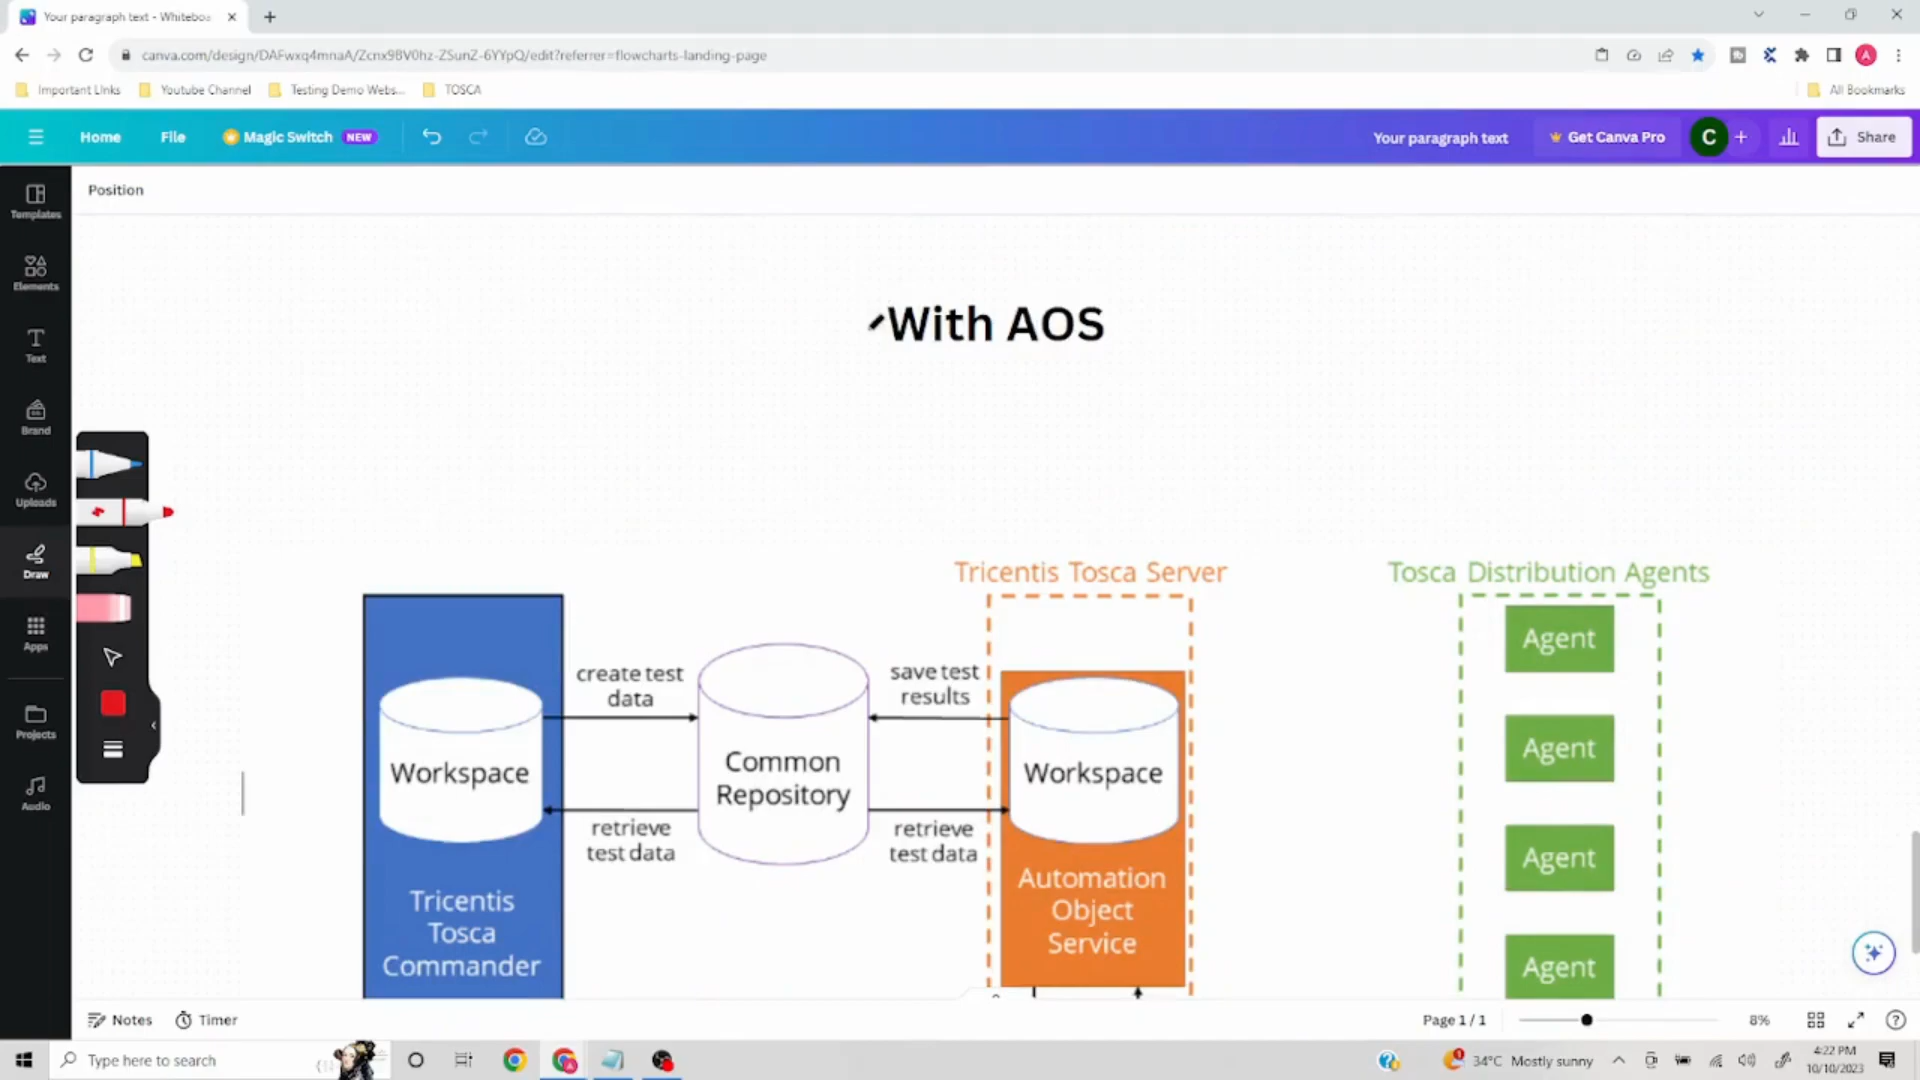 Your paragraph text - Whiteboa
canva.com/design/DAFwxq4mnaA/Zcnx9BV0hz-ZSunZ-6YYpQ/edit?referrer=flowcharts-landing-page
A
Important Links
Youtube Channel
Testing Demo Webs...
TOSCA
All Bookmarks
Home
File
Magic Switch
NEW
Your paragraph text
Get Canva Pro
C
Share
Position
Templates
Elements
Text
Brand
Uploads
Draw
Apps
Projects
Audio
With AOS
Tricentis Tosca Server
Tosca Distribution Agents
create test
data
save test
results
Workspace
Common
Repository
Workspace
retrieve
test data
retrieve
test data
Tricentis
Tosca
Commander
Automation
Object
Service
Agent
Agent
Agent
Agent
Notes
Timer
Page 1 / 1
8%
Type here to search
34°C Mostly sunny
4:22 PM
10/10/2023